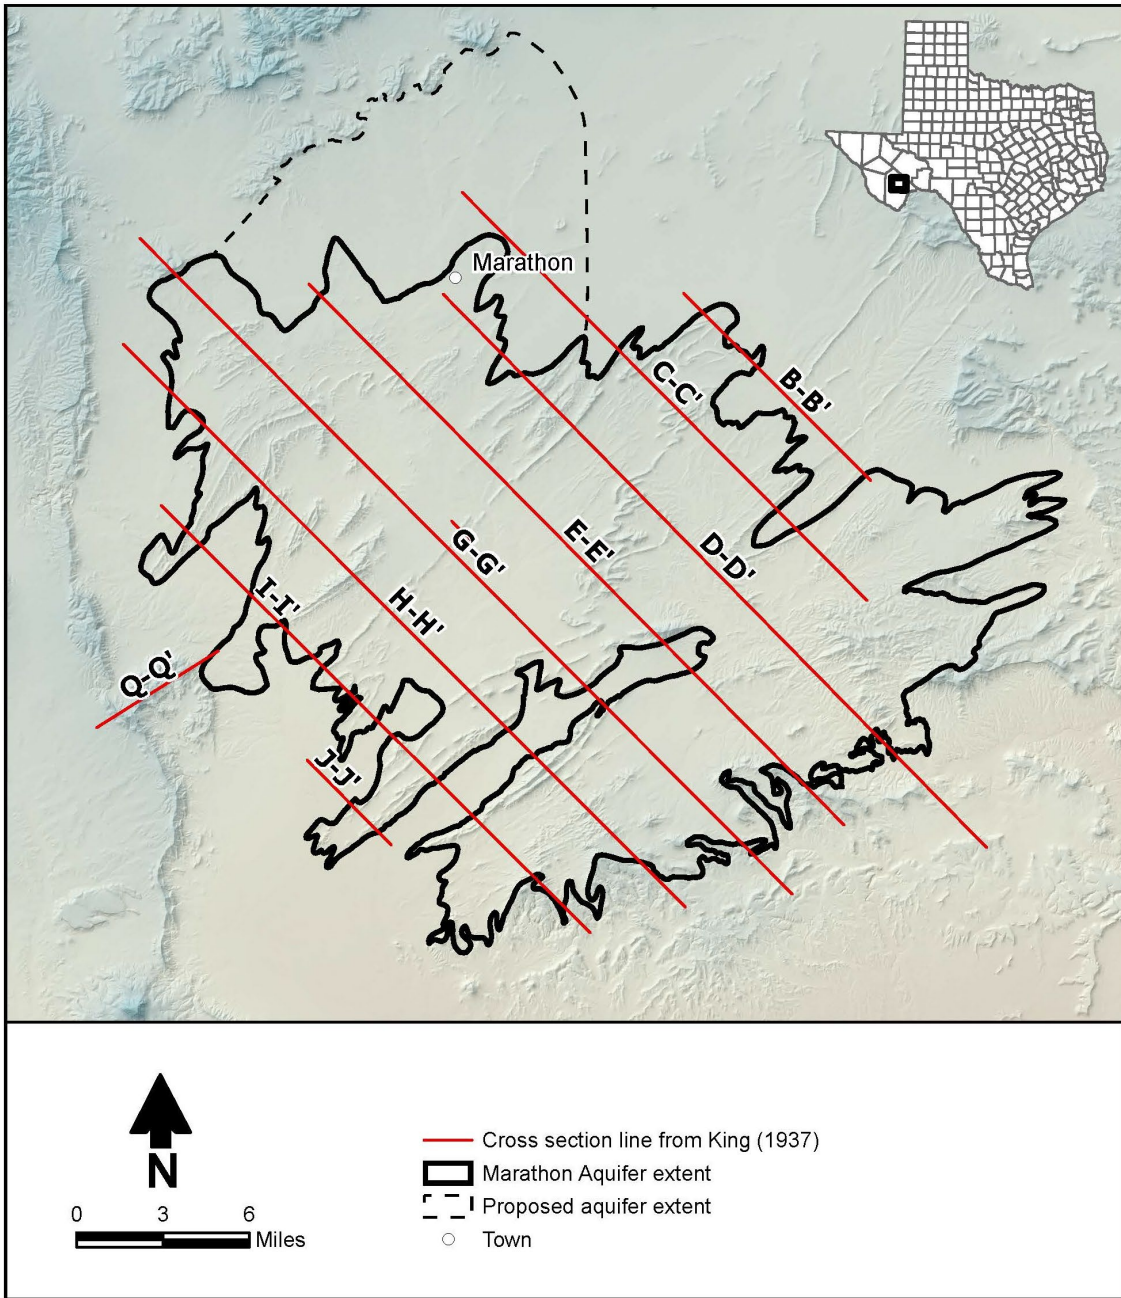 Marathon
B-B'
C-C'
D-D'
E-E'
G-G'
H-H'
I-I'
Q-Q'
J-J'
N
0 3 6
Miles
Cross section line from King (1937)
Marathon Aquifer extent
Proposed aquifer extent
Town